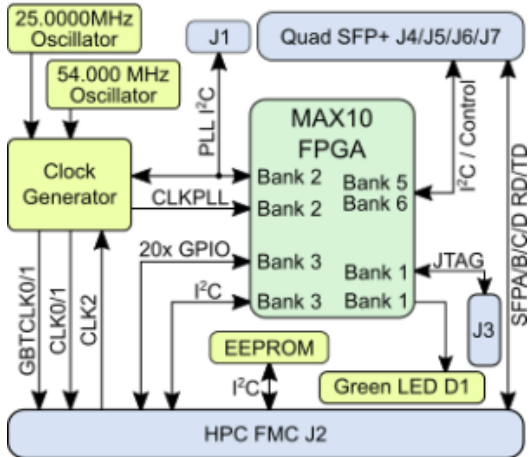 25.0000MHz
Oscillator
54.000 MHz
Oscillator
J1
Quad SFP+ J4/J5/J6/J7
Clock
Generator
PLL I²C
CLKPLL
MAX10
FPGA
Bank 2
Bank 2
Bank 5
Bank 6
Bank 3
Bank 3
Bank 1
Bank 1
I²C / Control
SFPA/B/C/D RD/TD
20x GPIO
I²C
JTAG
J3
GBTCLK0/1
CLK0/1
CLK2
EEPROM
I²C
Green LED D1
HPC FMC J2